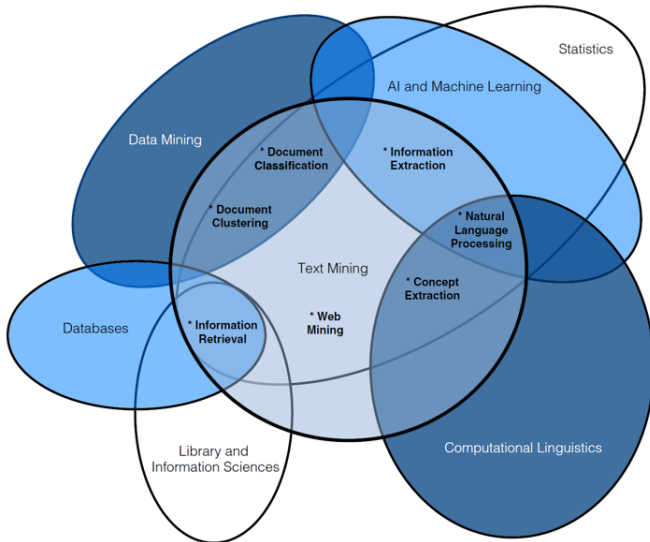 Statistics
AI and Machine Learning
Data Mining
* Document
Classification
* Information
Extraction
* Document
Clustering
* Natural
Language
Processing
Text Mining
* Concept
Extraction
Databases
* Information
Retrieval
* Web
Mining
Library and
Information Sciences
Computational Linguistics